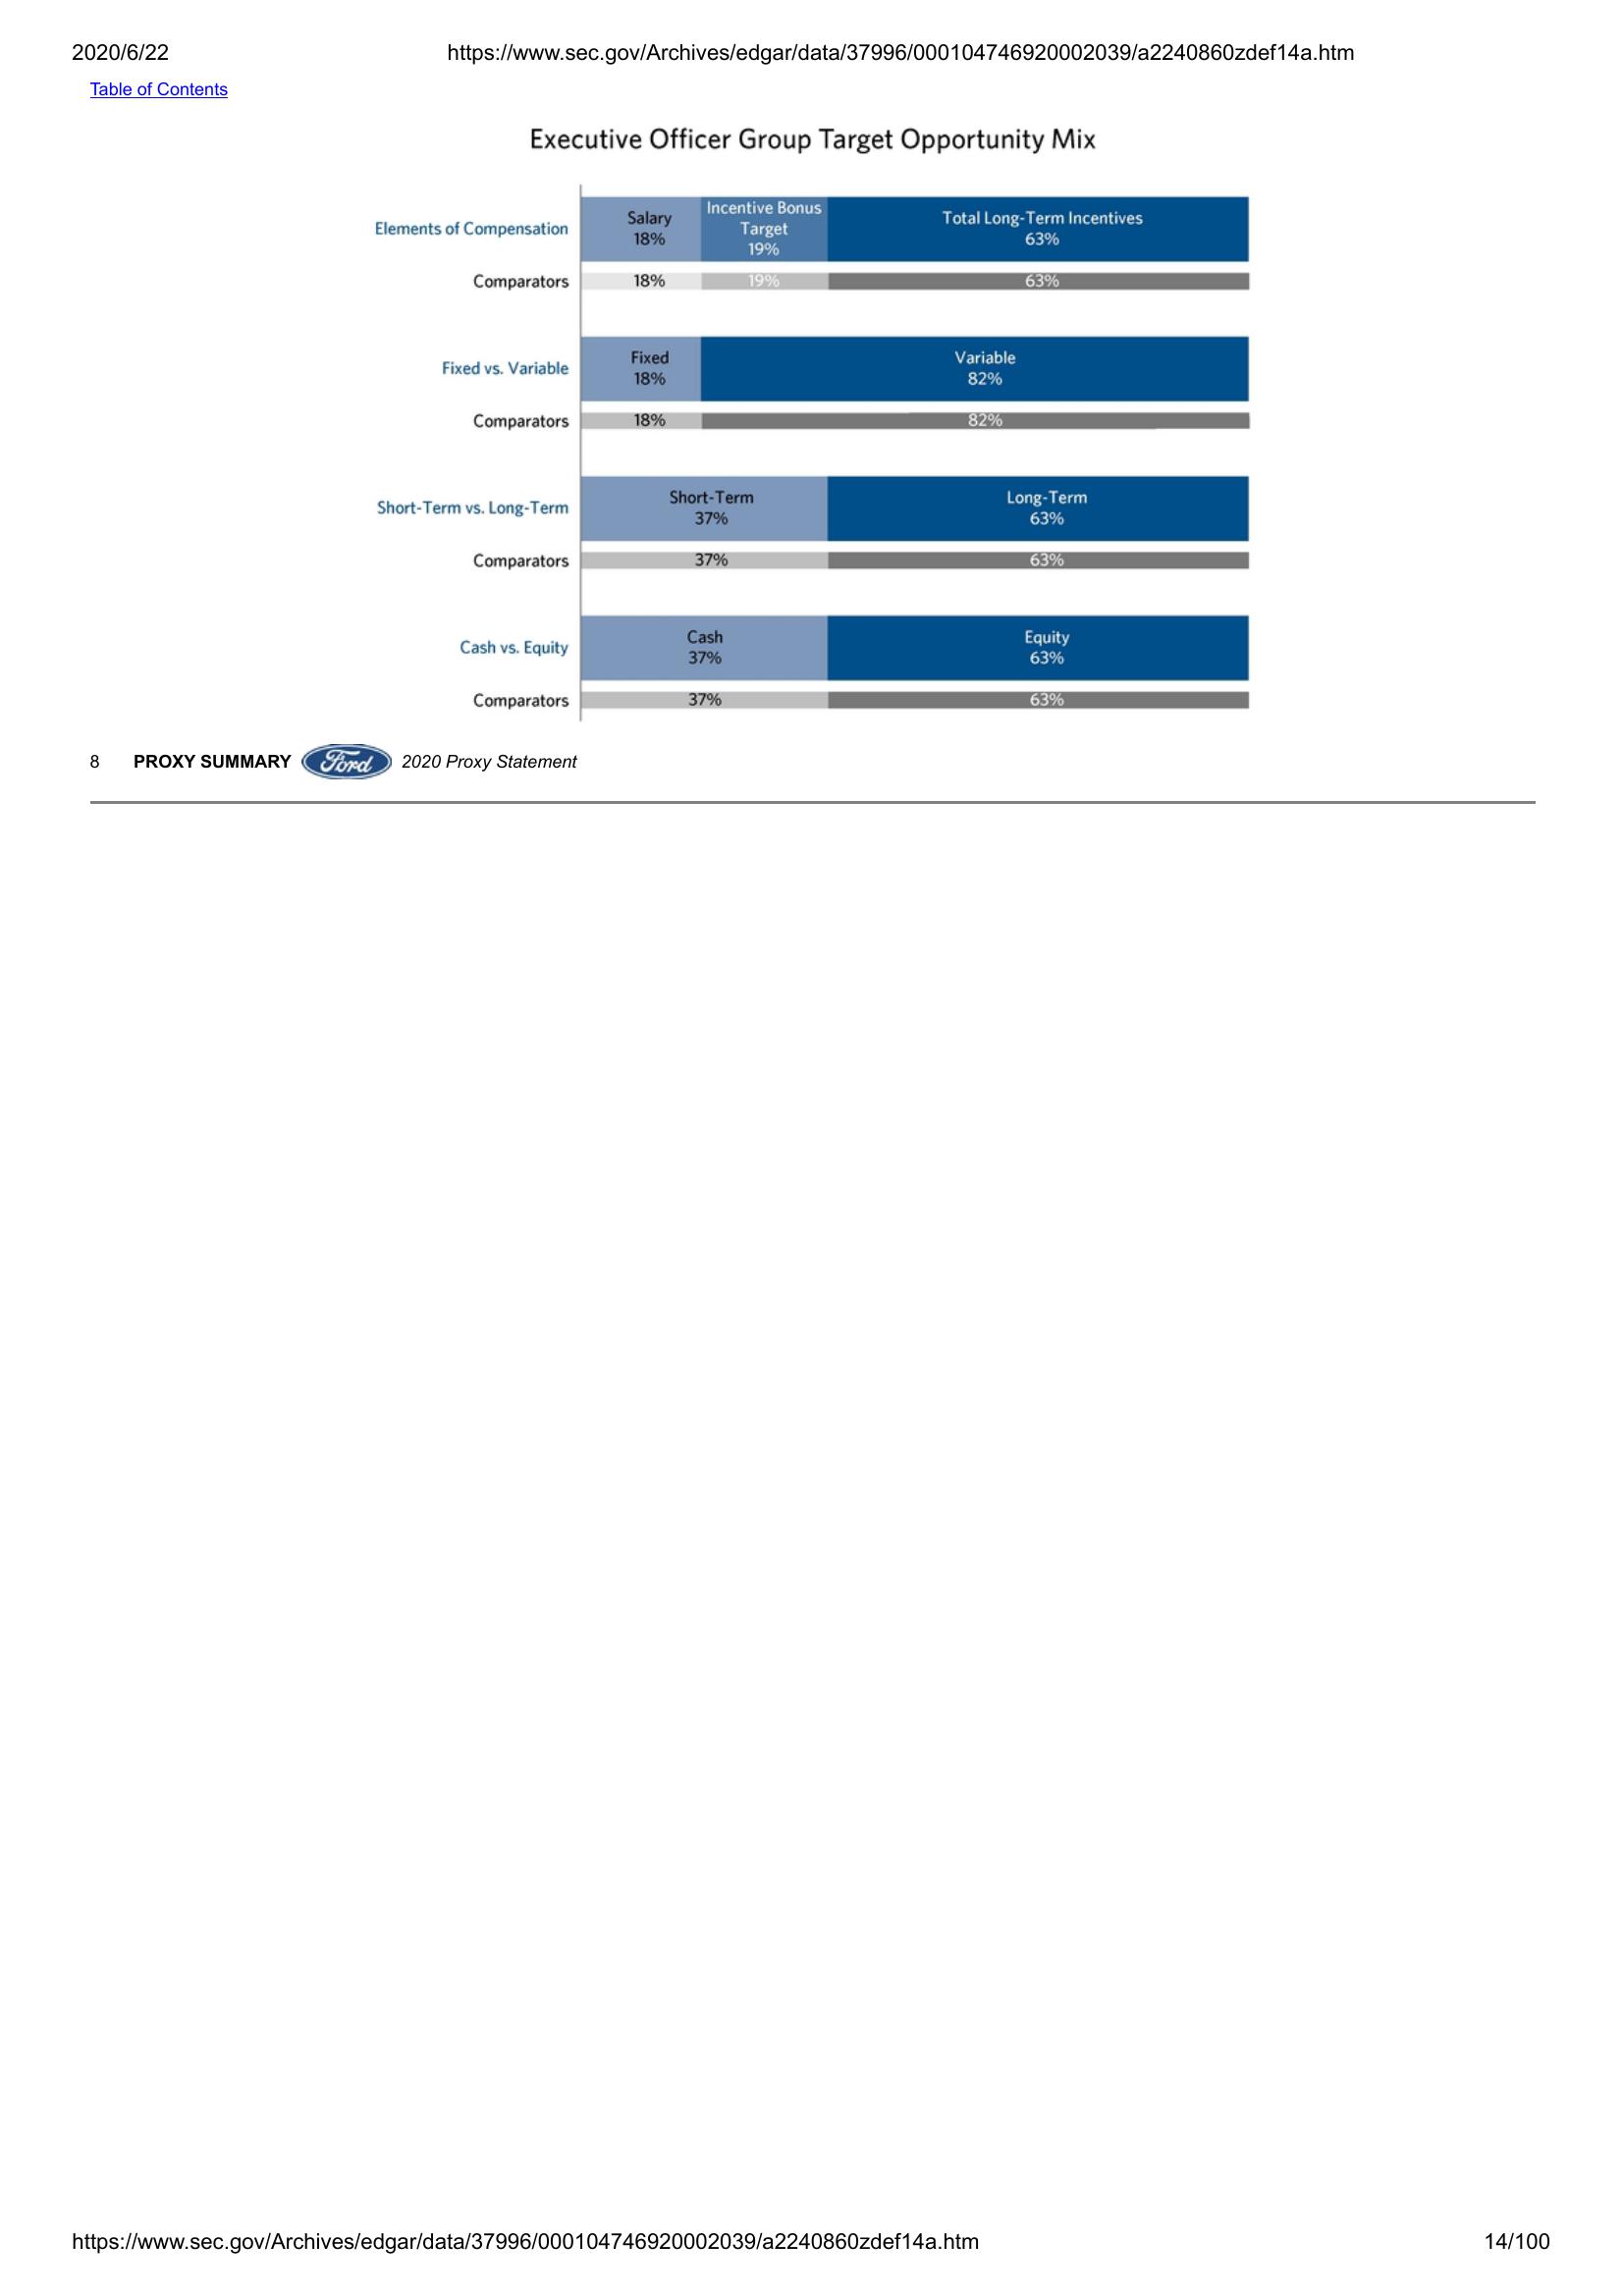 2020/6/22 https://www.sec.gov/Archives/edgar/data/37996/000104746920002039/a2240860zdef14a.htm
Table of Contents
Executive Officer Group Target Opportunity Mix
Elements of Compensation
Salary
18%
Incentive Bonus
Target
19%
Total Long-Term Incentives
63%
Comparators 18% 19% 63%
Fixed vs. Variable
Fixed
18%
Variable
82%
Comparators 18% 82%
Short-Term vs. Long-Term
Short-Term
37%
Long-Term
63%
Comparators 37% 63%
Cash vs. Equity
Cash
37%
Equity
63%
Comparators 37% 63%
8 PROXY SUMMARY Ford 2020 Proxy Statement
https://www.sec.gov/Archives/edgar/data/37996/000104746920002039/a2240860zdef14a.htm 14/100